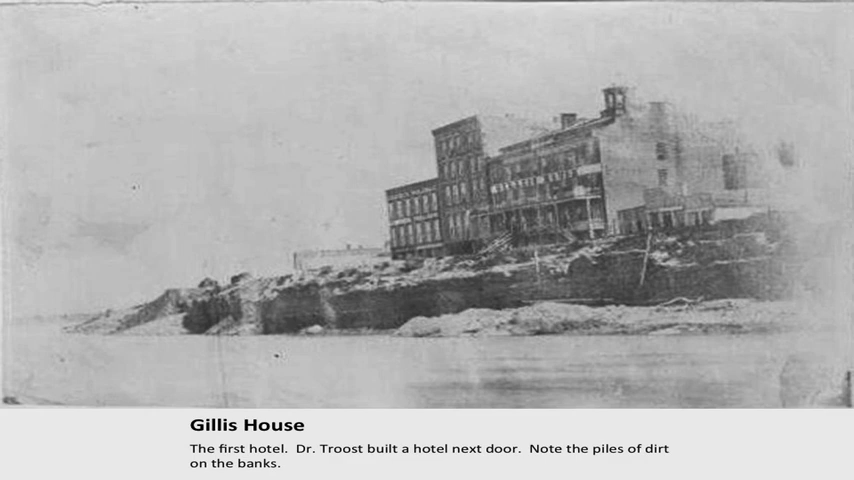 Gillis House
The first hotel. Dr. Troost built a hotel next door. Note the piles of dirt
on the banks.